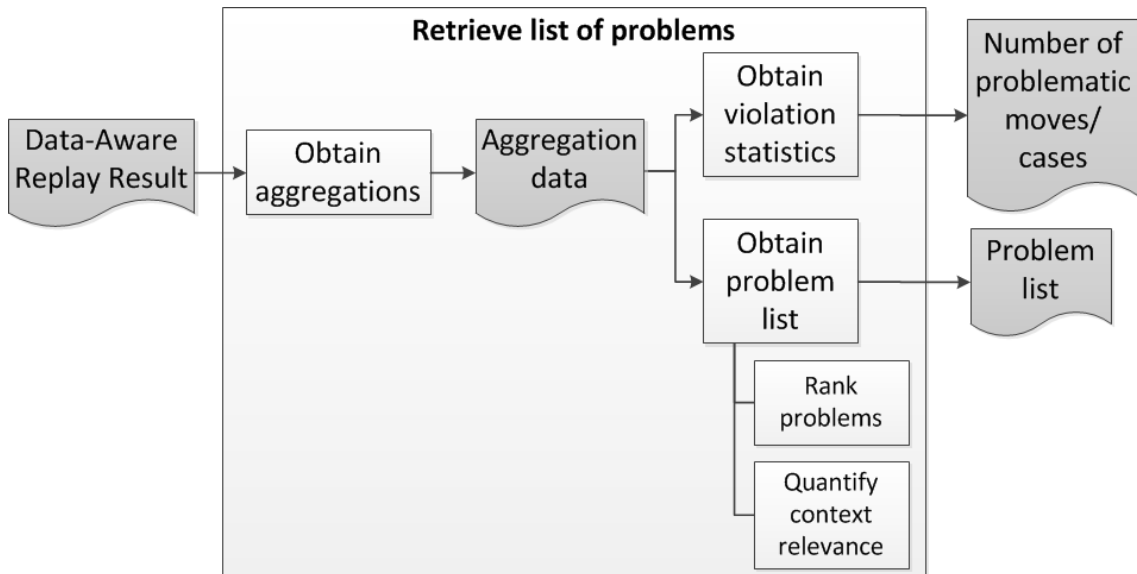 Retrieve list of problems
Data-Aware
Replay Result
Obtain
aggregations
Aggregation
data
Obtain
violation
statistics
Number of
problematic
moves/
cases
Obtain
problem
list
Problem
list
Rank
problems
Quantify
context
relevance